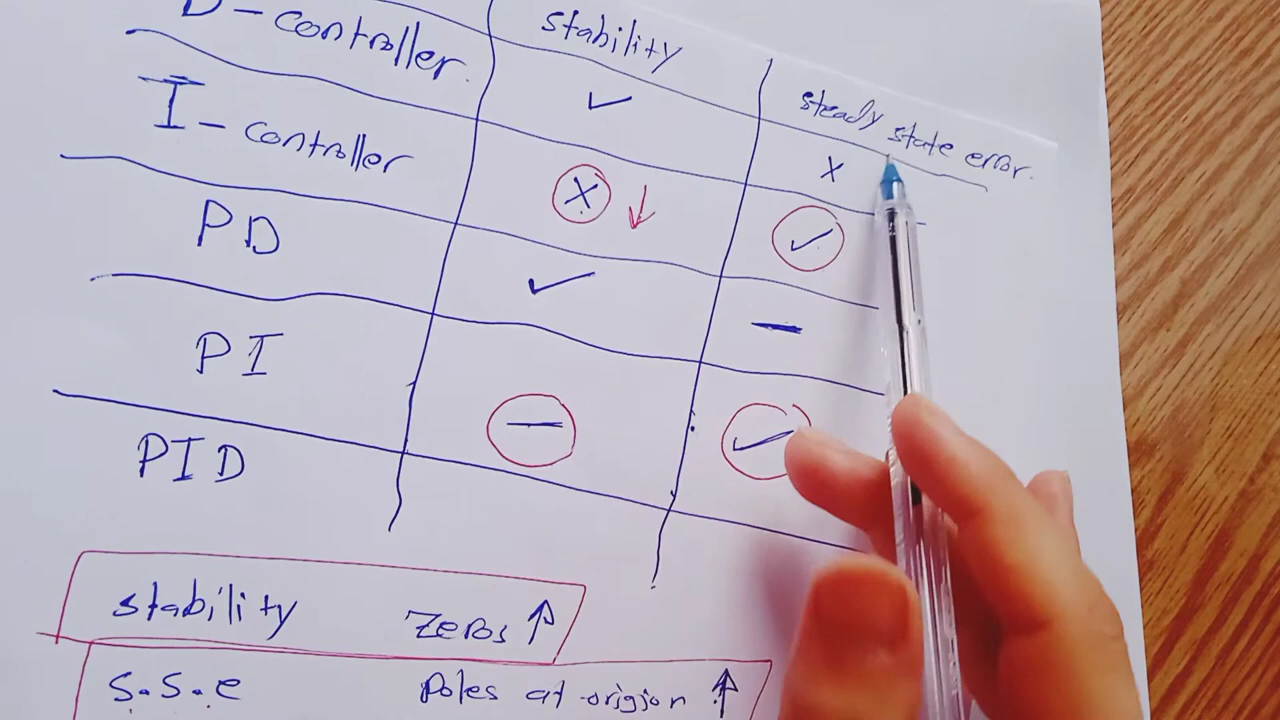 stability
steady state error.
D - controller. ✓ x
I - controller x ↓ ✓
PD ✓ —
PI — ✓
PID
stability Zeros ↑
s.s.e Poles at origion ↑